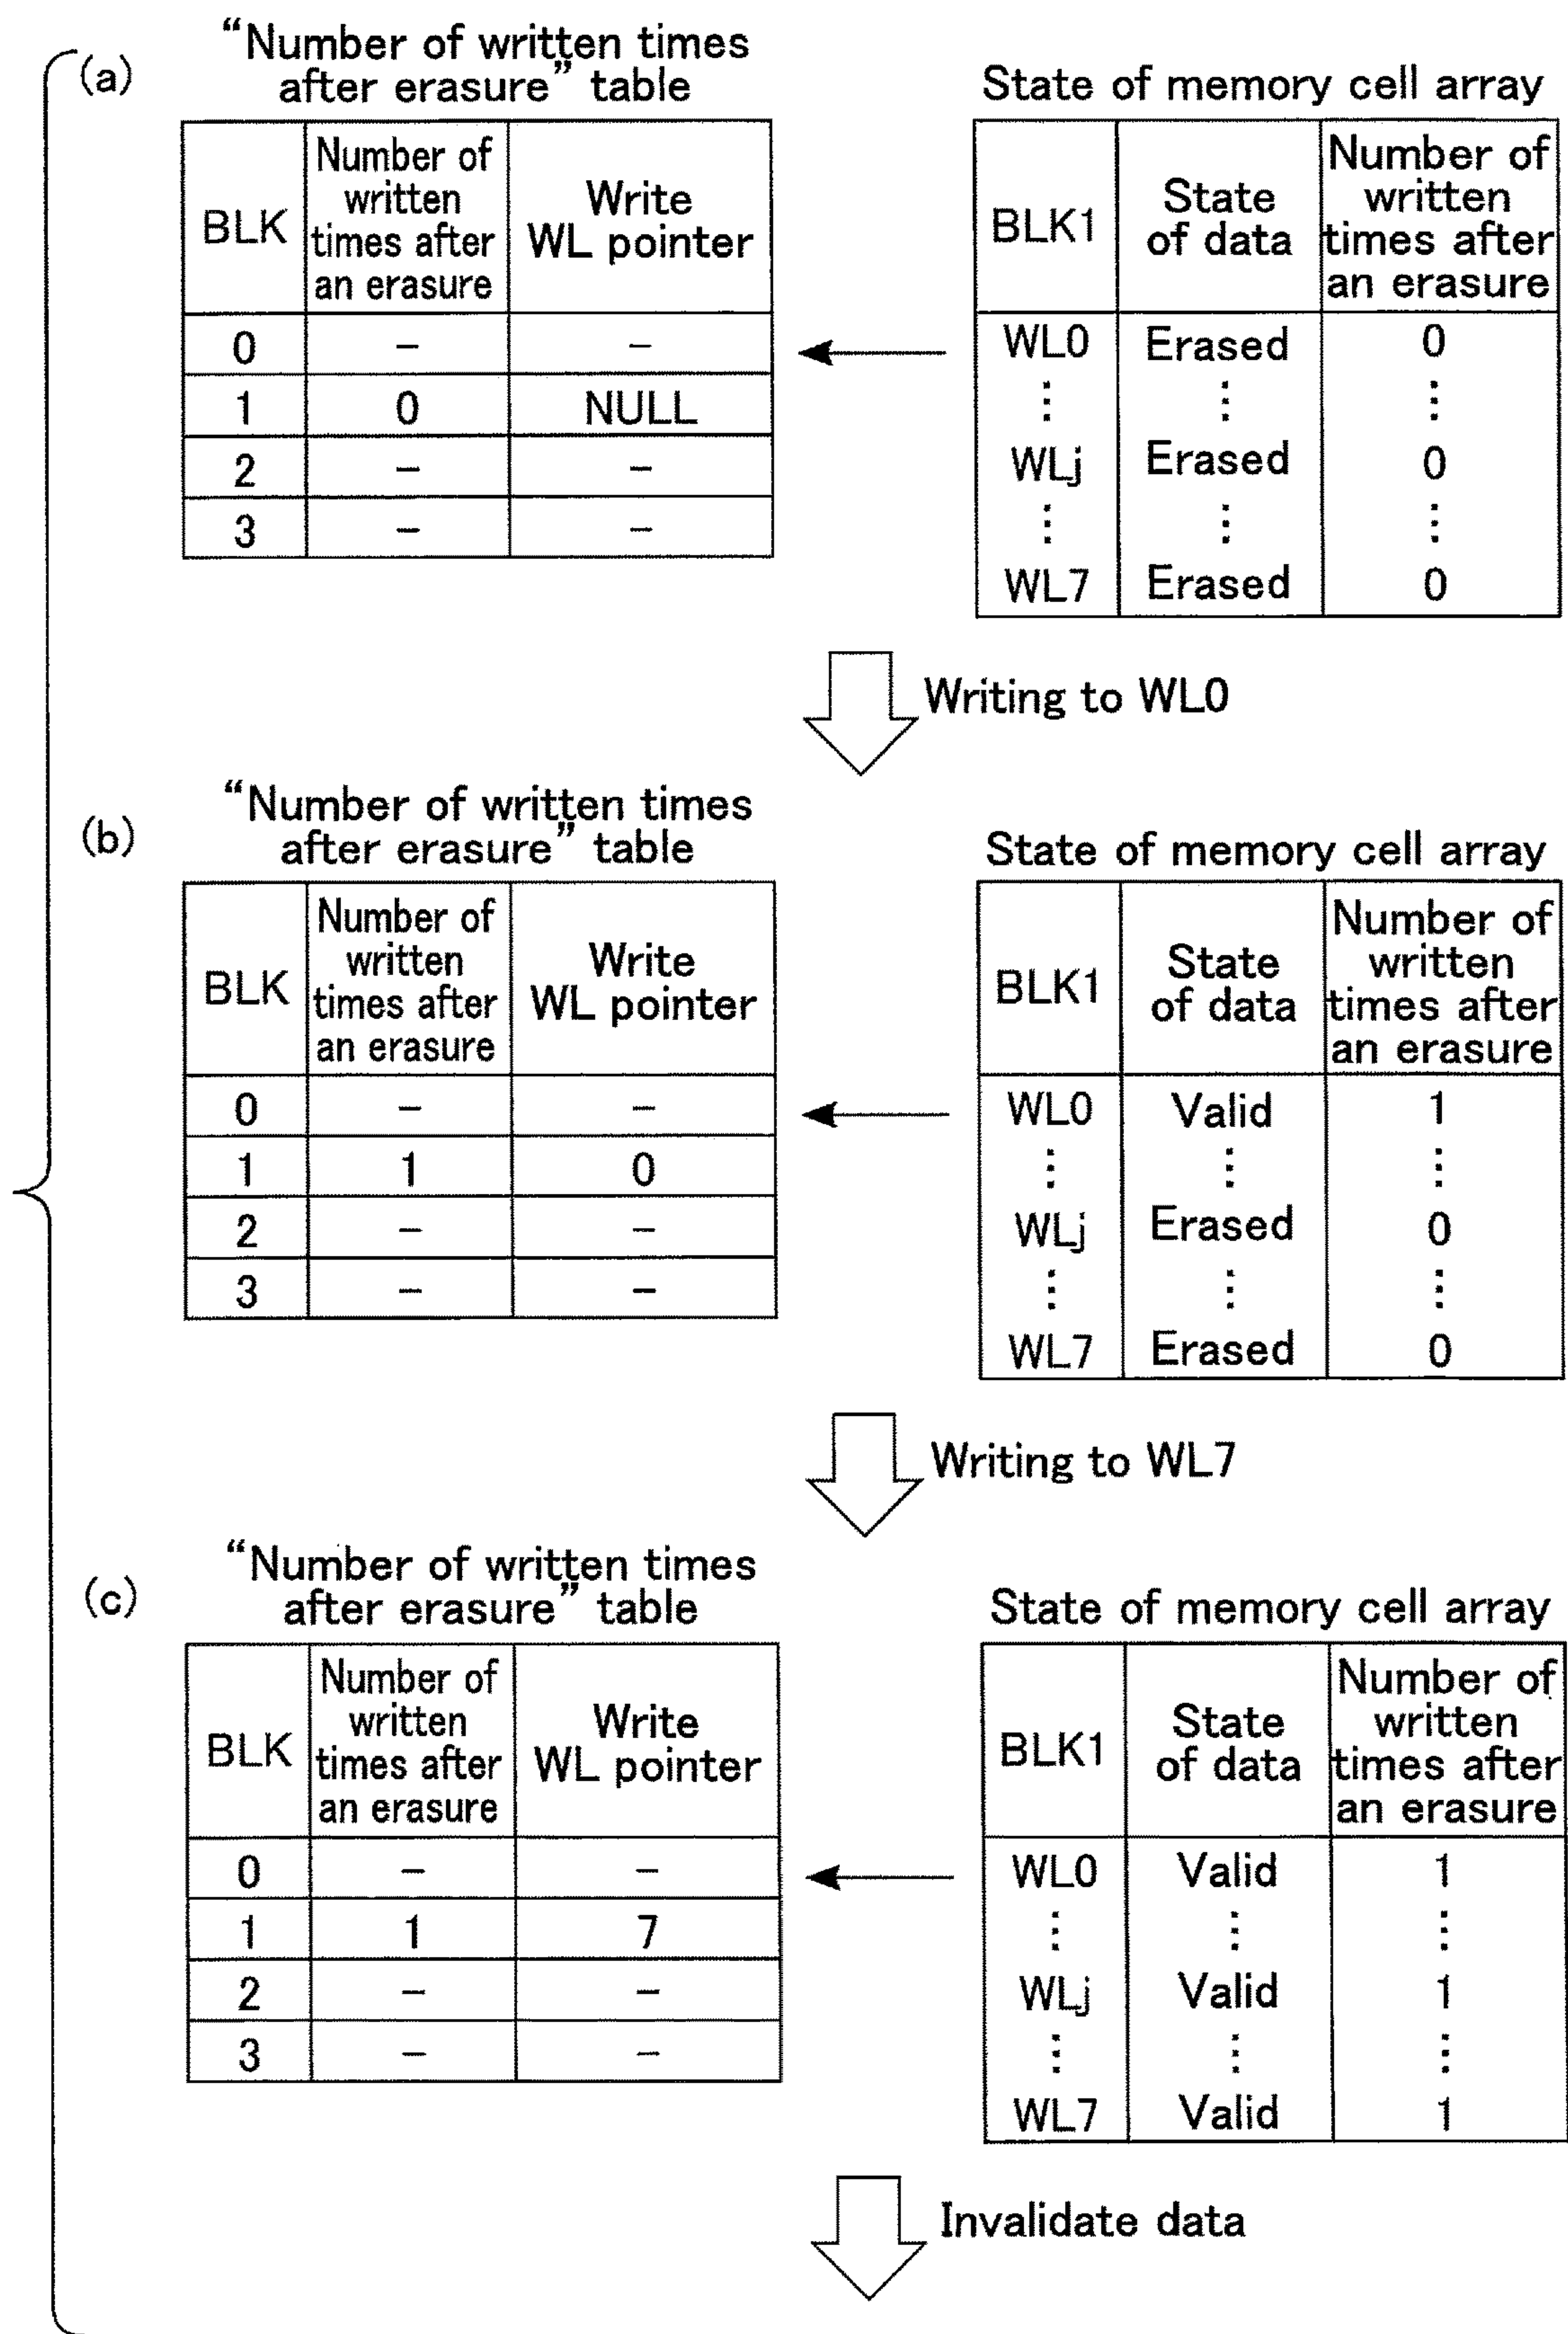 (a)
“Number of written times
after erasure” table
BLK
Number of
written
times after
an erasure
Write
WL pointer
0 – –
1 0 NULL
2 – –
3 – –
State of memory cell array
BLK1
State
of data
Number of
written
times after
an erasure
WL0 Erased 0
⋮ ⋮ ⋮
WLj Erased 0
⋮ ⋮ ⋮
WL7 Erased 0
Writing to WL0
(b)
“Number of written times
after erasure” table
BLK
Number of
written
times after
an erasure
Write
WL pointer
0 – –
1 1 0
2 – –
3 – –
State of memory cell array
BLK1
State
of data
Number of
written
times after
an erasure
WL0 Valid 1
⋮ ⋮ ⋮
WLj Erased 0
⋮ ⋮ ⋮
WL7 Erased 0
Writing to WL7
(c)
“Number of written times
after erasure” table
BLK
Number of
written
times after
an erasure
Write
WL pointer
0 – –
1 1 7
2 – –
3 – –
State of memory cell array
BLK1
State
of data
Number of
written
times after
an erasure
WL0 Valid 1
⋮ ⋮ ⋮
WLj Valid 1
⋮ ⋮ ⋮
WL7 Valid 1
Invalidate data